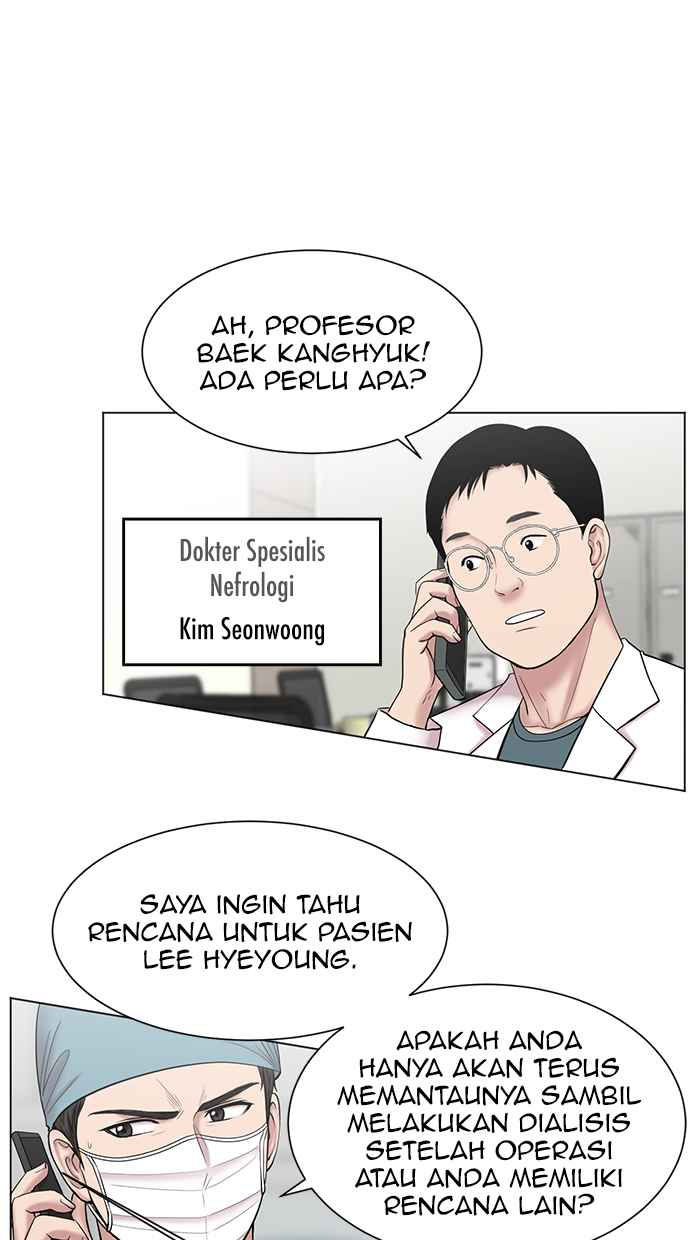 AH, PROFESOR
BAEK KANGHYUK!
ADA PERLU APA?
Dokter Spesialis
Nefrologi
Kim Seonwoong
SAYA INGIN TAHU
RENCANA UNTUK PASIEN
LEE HYEYOUNG.
APAKAH ANDA
HANYA AKAN TERUS
MEMANTAUNYA SAMBIL
MELAKUKAN DIALISIS
SETELAH OPERASI
ATAU ANDA MEMILIKI
RENCANA LAIN?